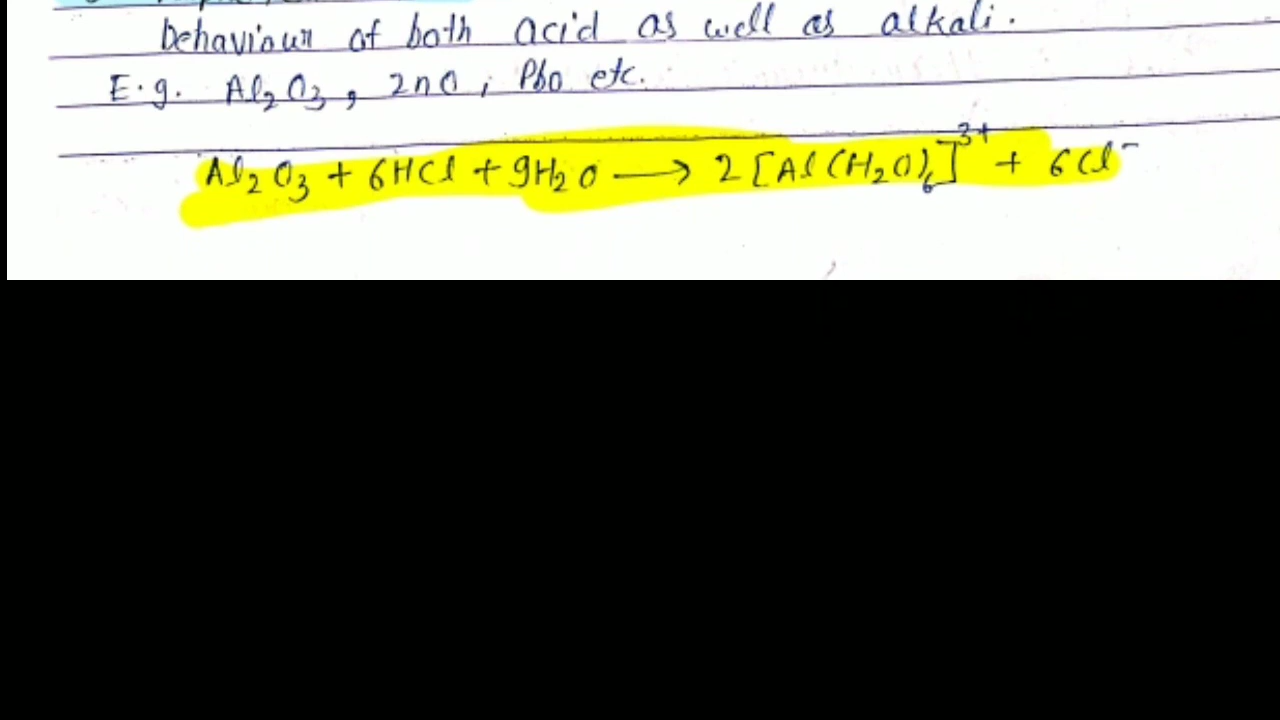 behaviour of both acid as well as alkali.
E.g. Al₂O₃, ZnO, PbO etc.
Al₂O₃ + 6HCl + 9H₂O ⟶ 2[Al(H₂O)₆]³⁺ + 6Cl⁻